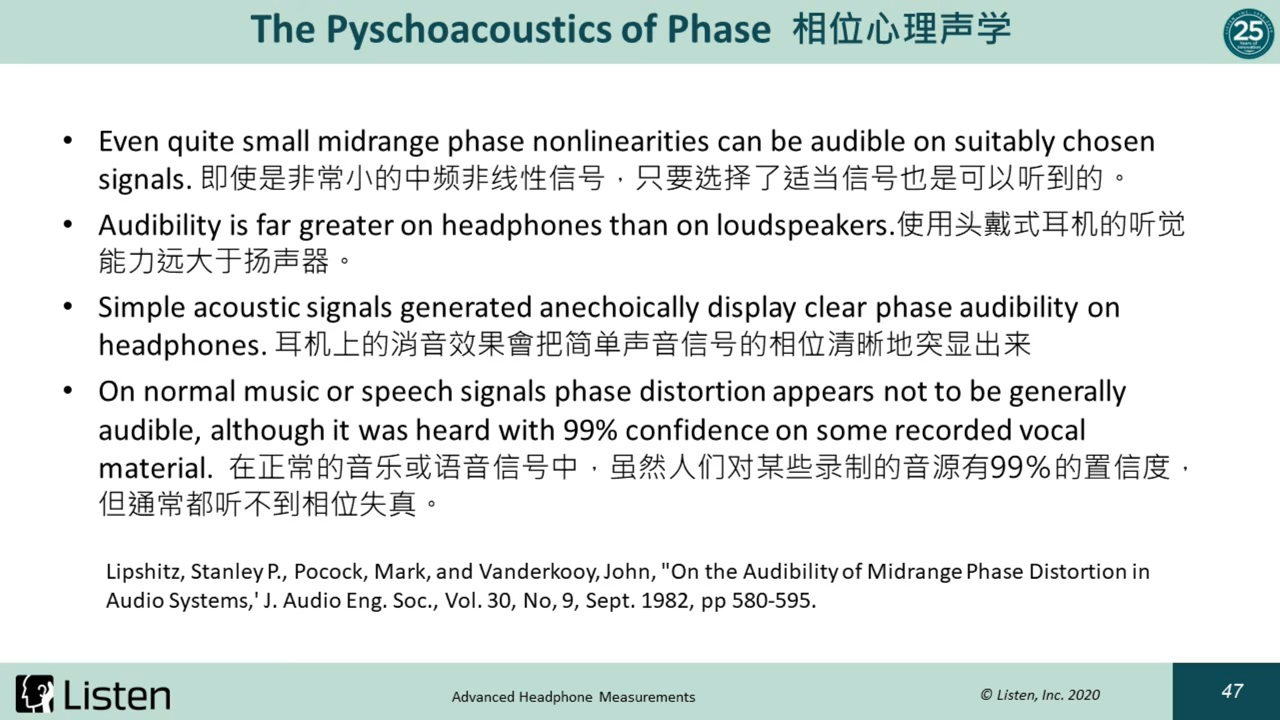 The Pyschoacoustics of Phase 相位心理声学
25
Years of
Innovation
• Even quite small midrange phase nonlinearities can be audible on suitably chosen
signals. 即使是非常小的中频非线性信号，只要选择了适当信号也是可以听到的。
• Audibility is far greater on headphones than on loudspeakers.使用头戴式耳机的听觉
能力远大于扬声器。
• Simple acoustic signals generated anechoically display clear phase audibility on
headphones. 耳机上的消音效果會把简单声音信号的相位清晰地突显出来
• On normal music or speech signals phase distortion appears not to be generally
audible, although it was heard with 99% confidence on some recorded vocal
material. 在正常的音乐或语音信号中，虽然人们对某些录制的音源有99%的置信度，
但通常都听不到相位失真。
Lipshitz, Stanley P., Pocock, Mark, and Vanderkooy, John, "On the Audibility of Midrange Phase Distortion in
Audio Systems,' J. Audio Eng. Soc., Vol. 30, No, 9, Sept. 1982, pp 580-595.
Listen
Advanced Headphone Measurements
© Listen, Inc. 2020
47